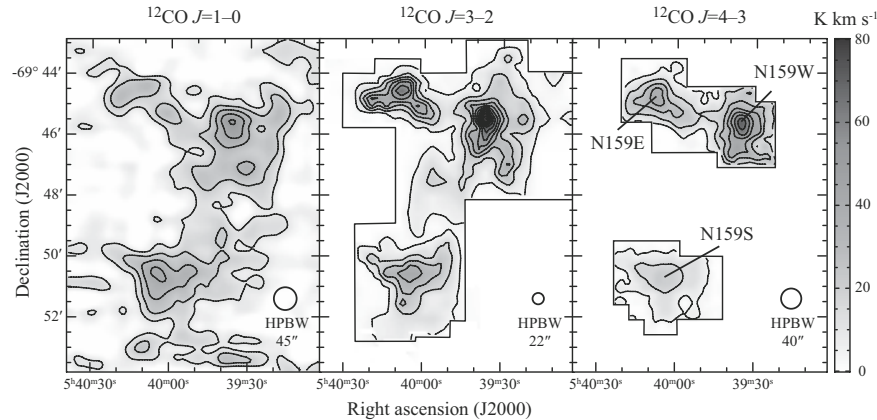 ¹²CO J=1–0
¹²CO J=3–2
¹²CO J=4–3
K km s⁻¹
Declination (J2000)
-69° 44′
46′
48′
50′
52′
HPBW
45″
HPBW
22″
N159W
N159E
N159S
HPBW
40″
80
60
40
20
0
5ʰ40ᵐ30ˢ 40ᵐ00ˢ 39ᵐ30ˢ
5ʰ40ᵐ30ˢ 40ᵐ00ˢ 39ᵐ30ˢ
5ʰ40ᵐ30ˢ 40ᵐ00ˢ 39ᵐ30ˢ
Right ascension (J2000)